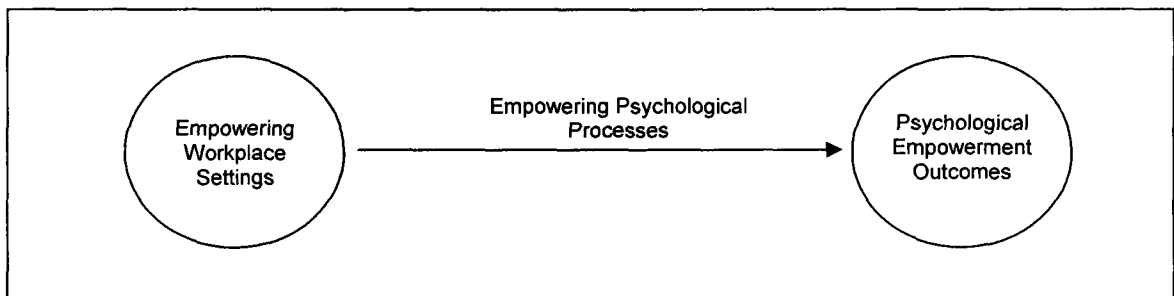 Empowering
Workplace
Settings
Empowering Psychological
Processes
Psychological
Empowerment
Outcomes